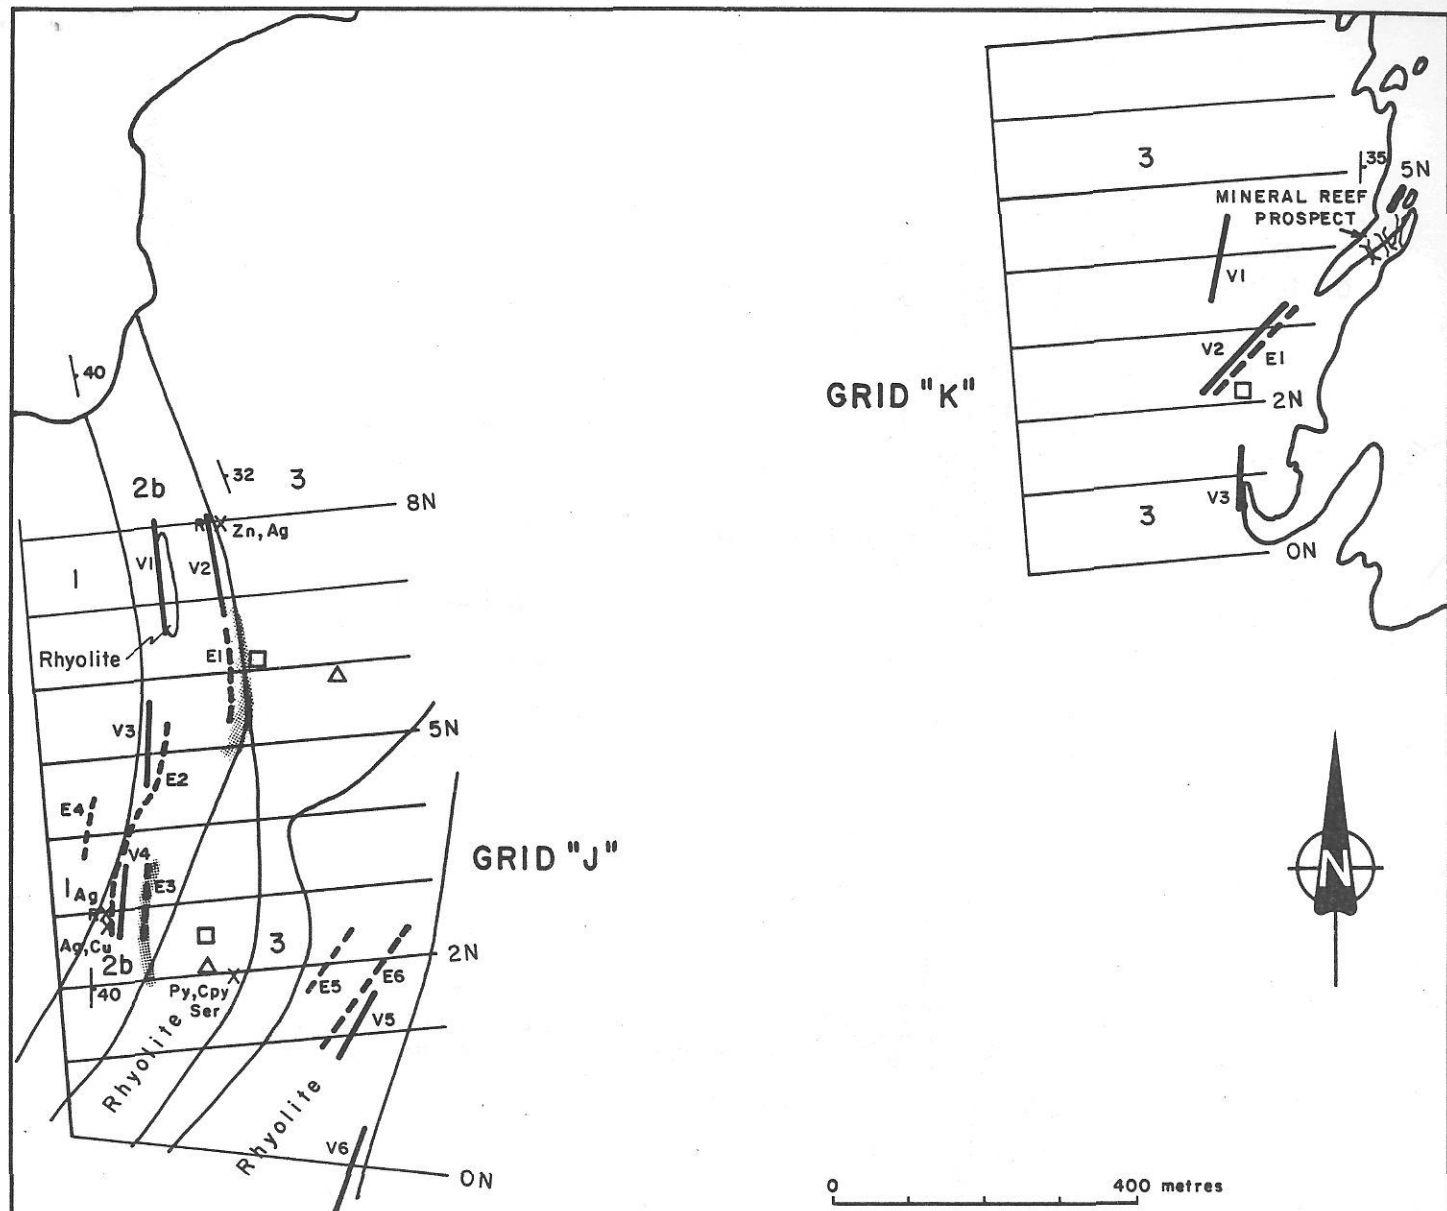 3
35
5N
MINERAL REEF
PROSPECT
V1
V2
E1
GRID "K"
2N
V3
3
0N
40
2b
32
3
8N
R
Zn, Ag
V1
V2
1
Rhyolite
E1
V3
5N
E2
E4
GRID "J"
V4
1
Ag
E3
R
Ag, Cu
2b
3
2N
40
Py, Cpy
Ser
E5
E6
V5
Rhyolite
Rhyolite
V6
0N
N
0
400 metres